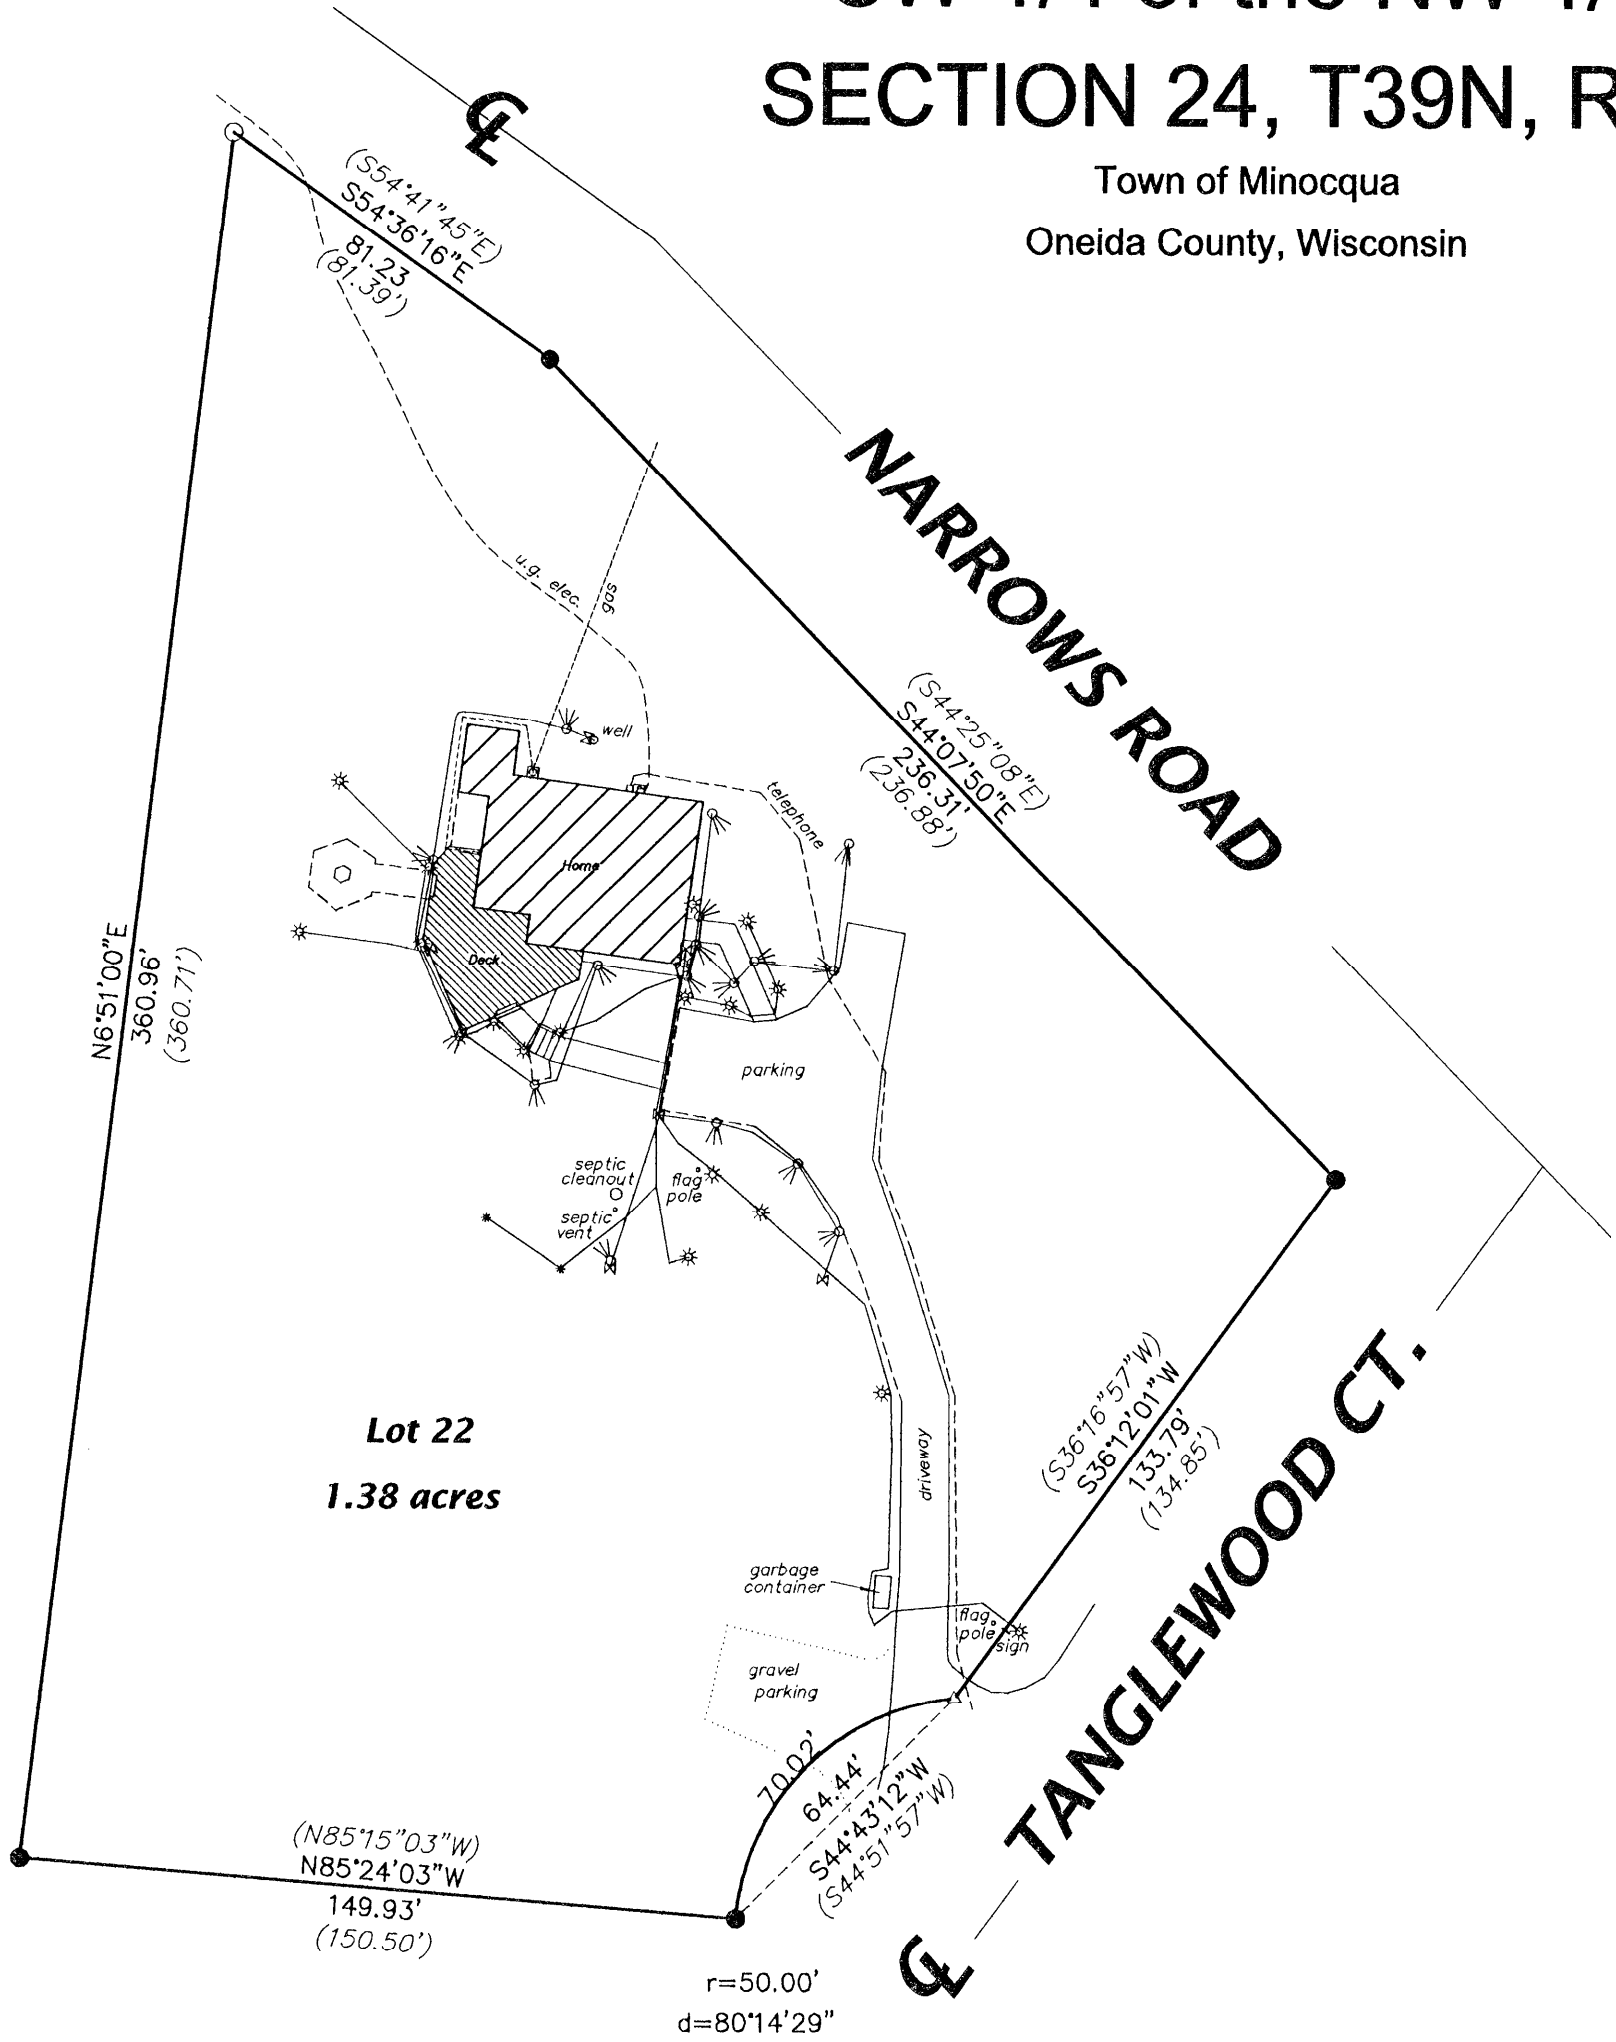 SECTION 24, T39N, R
Town of Minocqua
Oneida County, Wisconsin
℄
(S54°41"45"E)
S54°36'16"E
81.23
(81.39')
NARROWS ROAD
u.g. elec.
gas
well
telephone
(S44°25"08"E)
S44°07'50"E
236.31'
(236.88')
Home
Deck
N6°51'00"E
360.96'
(360.71')
parking
septic
cleanout
flag
pole
septic
vent
Lot 22
1.38 acres
driveway
(S36°16"57"W)
S36°12'01"W
133.79'
(134.85')
TANGLEWOOD CT.
garbage
container
flag
pole
sign
gravel
parking
70.02'
64.44'
S44°43'12"W
(S44°51"57"W)
(N85°15"03"W)
N85°24'03"W
149.93'
(150.50')
℄
r=50.00'
d=80°14'29"